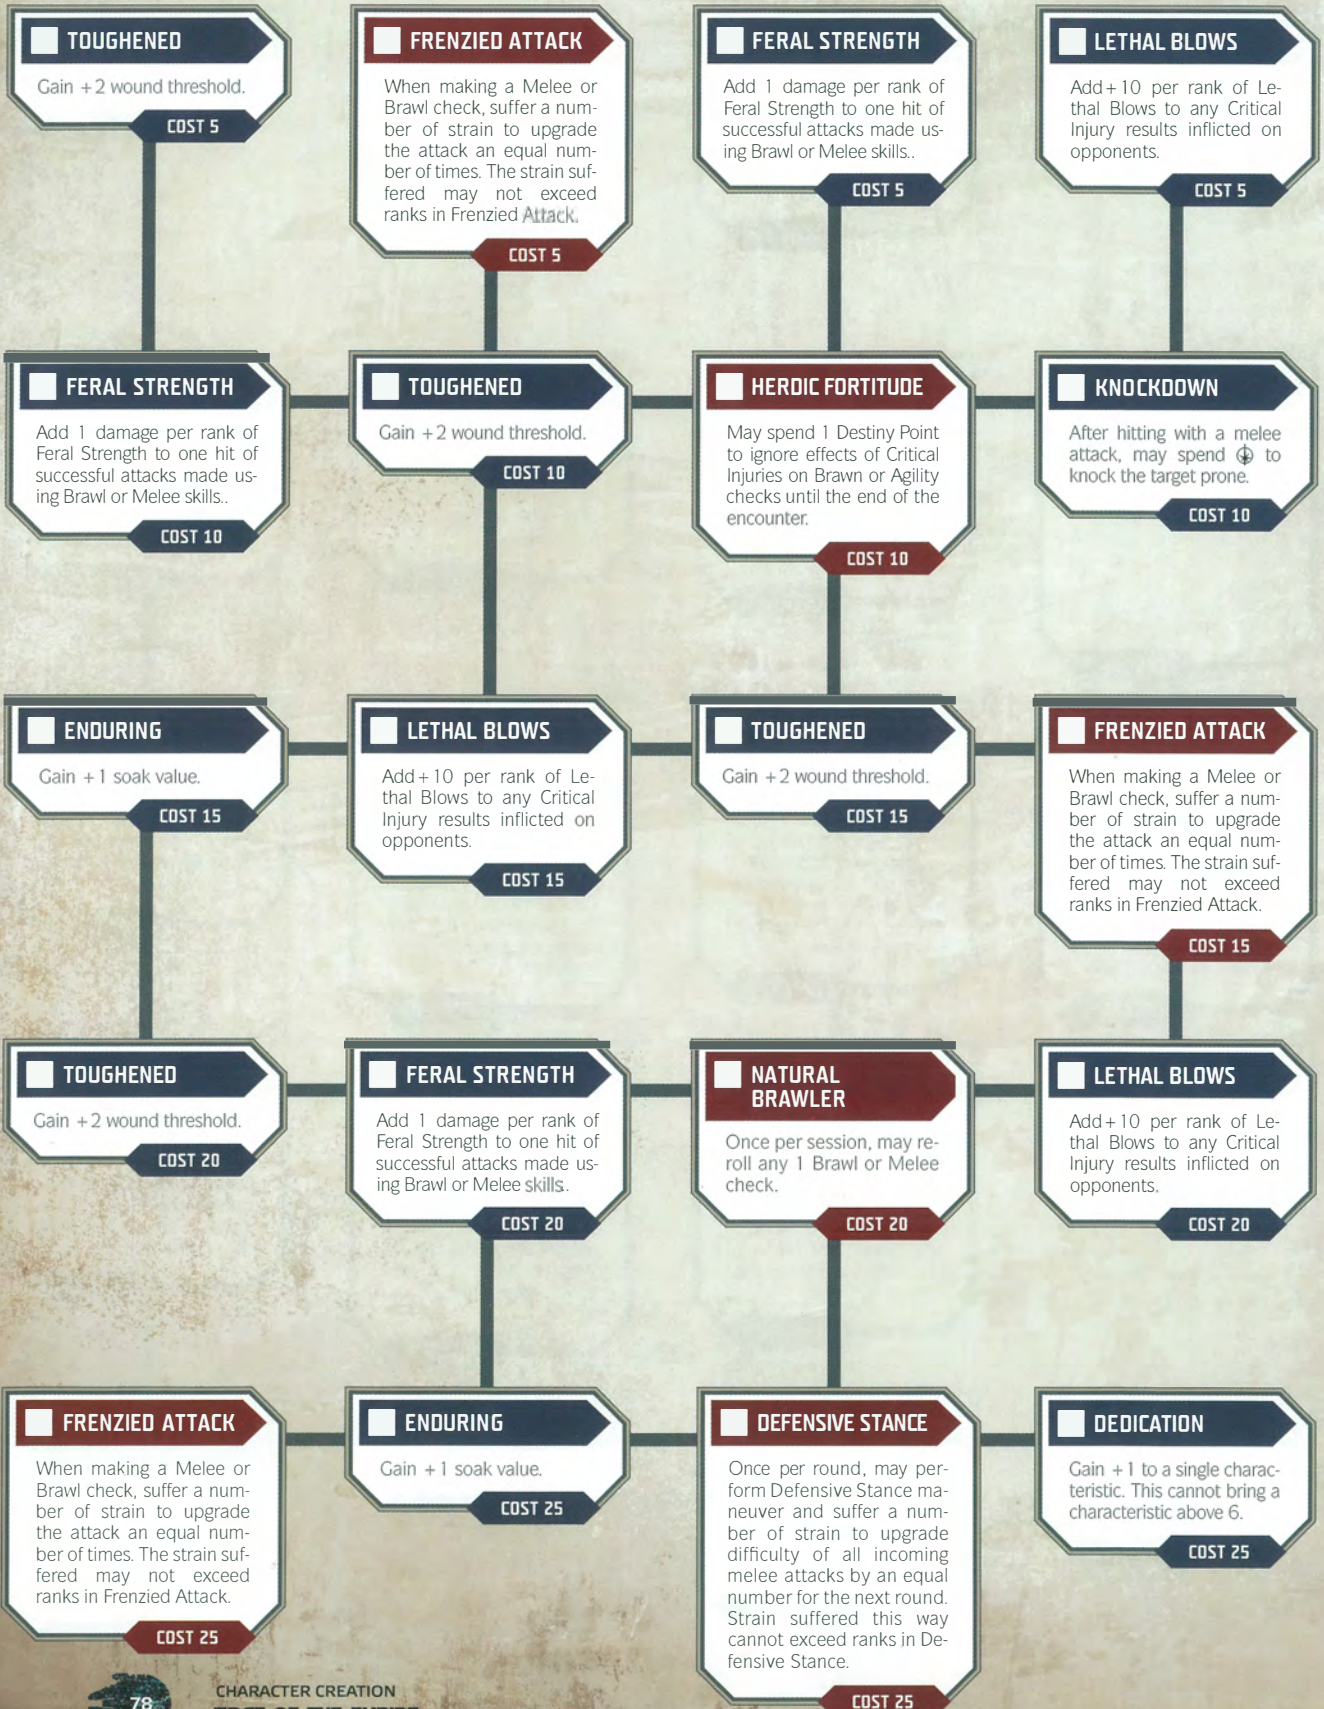 TOUGHENED
Gain +2 wound threshold.
COST 5
FRENZIED ATTACK
When making a Melee or
Brawl check, suffer a num-
ber of strain to upgrade
the attack an equal num-
ber of times. The strain suf-
fered may not exceed
ranks in Frenzied Attack.
COST 5
FERAL STRENGTH
Add 1 damage per rank of
Feral Strength to one hit of
successful attacks made us-
ing Brawl or Melee skills..
COST 5
LETHAL BLOWS
Add+10 per rank of Le-
thal Blows to any Critical
Injury results inflicted on
opponents.
COST 5
FERAL STRENGTH
Add 1 damage per rank of
Feral Strength to one hit of
successful attacks made us-
ing Brawl or Melee skills..
COST 10
TOUGHENED
Gain +2 wound threshold.
COST 10
HERDIC FORTITUDE
May spend 1 Destiny Point
to ignore effects of Critical
Injuries on Brawn or Agility
checks until the end of the
encounter.
COST 10
KNOCKDOWN
After hitting with a melee
attack, may spend to
knock the target prone.
COST 10
ENDURING
Gain +1 soak value.
COST 15
LETHAL BLOWS
Add+10 per rank of Le-
thal Blows to any Critical
Injury results inflicted on
opponents.
COST 15
TOUGHENED
Gain +2 wound threshold.
COST 15
FRENZIED ATTACK
When making a Melee or
Brawl check, suffer a num-
ber of strain to upgrade
the attack an equal num-
ber of times. The strain suf-
fered may not exceed
ranks in Frenzied Attack.
COST 15
TOUGHENED
Gain +2 wound threshold.
COST 20
FERAL STRENGTH
Add 1 damage per rank of
Feral Strength to one hit of
successful attacks made us-
ing Brawl or Melee skills..
COST 20
NATURAL
BRAWLER
Once per session, may re-
roll any 1 Brawl or Melee
check.
COST 20
LETHAL BLOWS
Add+10 per rank of Le-
thal Blows to any Critical
Injury results inflicted on
opponents.
COST 20
FRENZIED ATTACK
When making a Melee or
Brawl check, suffer a num-
ber of strain to upgrade
the attack an equal num-
ber of times. The strain suf-
fered may not exceed
ranks in Frenzied Attack.
COST 25
ENDURING
Gain +1 soak value.
COST 25
DEFENSIVE STANCE
Once per round, may per-
form Defensive Stance ma-
neuver and suffer a num-
ber of strain to upgrade
difficulty of all incoming
melee attacks by an equal
number for the next round.
Strain suffered this way
cannot exceed ranks in De-
fensive Stance.
COST 25
DEDICATION
Gain +1 to a single charac-
teristic. This cannot bring a
characteristic above 6.
COST 25
78
CHARACTER CREATION